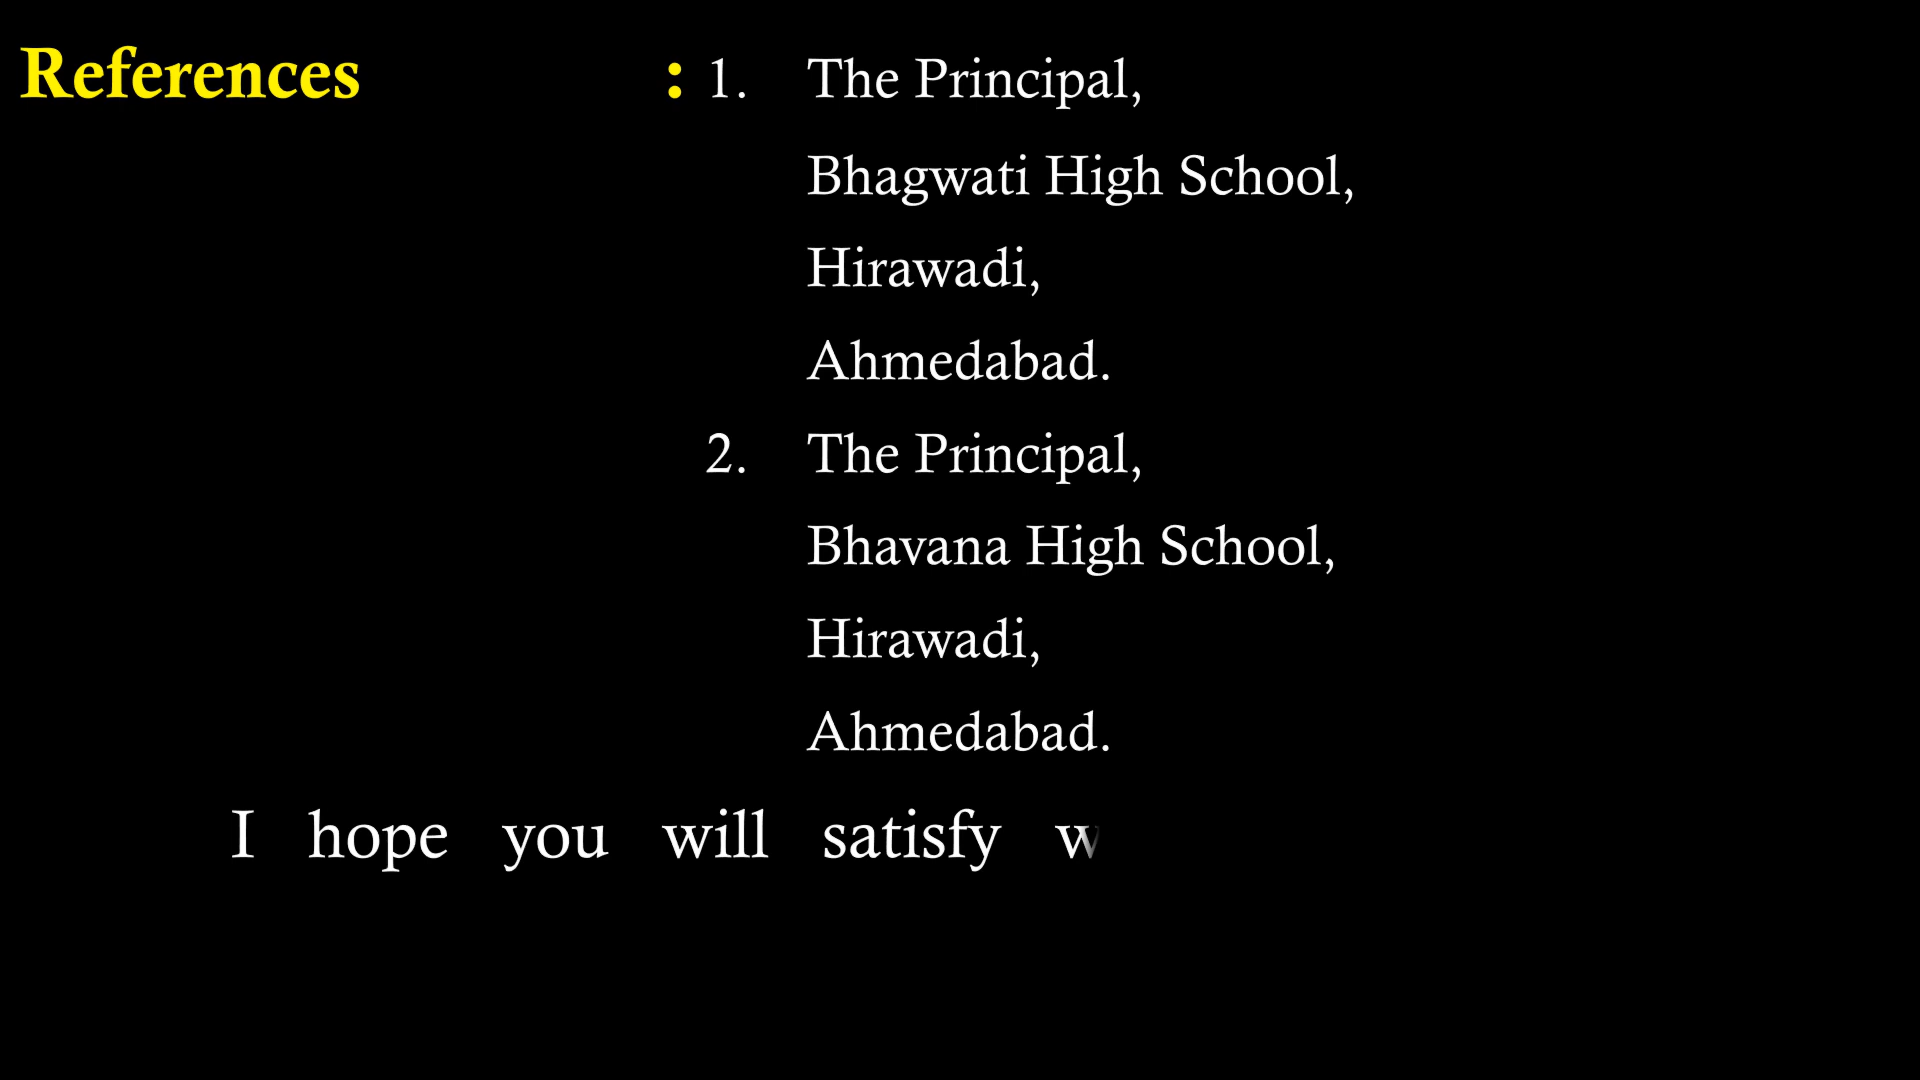 References : 1. The Principal,
Bhagwati High School,
Hirawadi,
Ahmedabad.
2. The Principal,
Bhavana High School,
Hirawadi,
Ahmedabad.
I hope you will satisfy